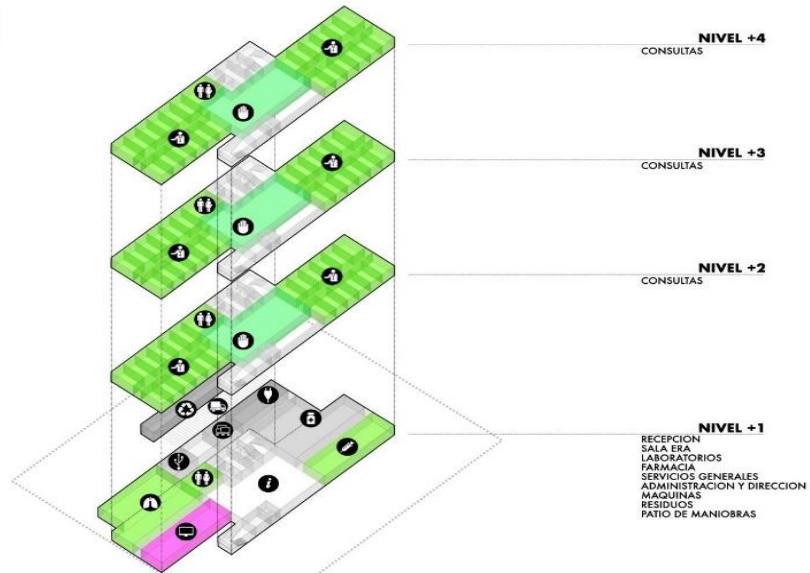 NIVEL +4
CONSULTAS
NIVEL +3
CONSULTAS
NIVEL +2
CONSULTAS
NIVEL +1
RECEPCION
SALA ERA
LABORATORIOS
FARMACIA
SERVICIOS GENERALES
ADMINISTRACION Y DIRECCION
MAQUINAS
RESIDUOS
PATIO DE MANIOBRAS